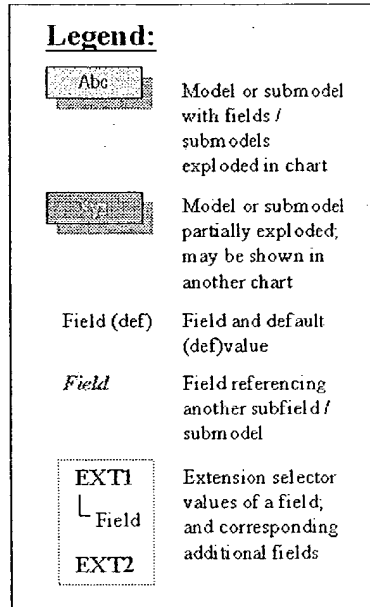 Legend:
Abc
Model or submodel
with fields /
submodels
exploded in chart
Model or submodel
partially exploded;
may be shown in
another chart
Field (def)
Field and default
(def)value
Field
Field referencing
another subfield /
submodel
EXT1
Field
EXT2
Extension selector
values of a field;
and corresponding
additional fields